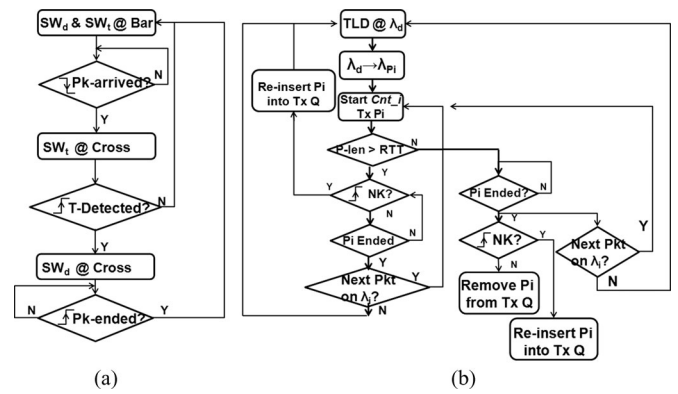 SWd & SWt @ Bar
Pk-arrived?
N
Y
SWt @ Cross
T-Detected?
N
Y
SWd @ Cross
N
Pk-ended?
Y
(a)
TLD @ λd
λd→λPi
Re-insert Pi
into Tx Q
Start Cnt_i
Tx Pi
P-len > RTT
N
Y
Y
NK?
N
Pi Ended
N
Y
Next Pkt
on λj?
Y
N
Pi Ended?
N
Y
NK?
Y
N
Next Pkt
on λi?
Y
N
Remove Pi
from Tx Q
Re-insert Pi
into Tx Q
(b)